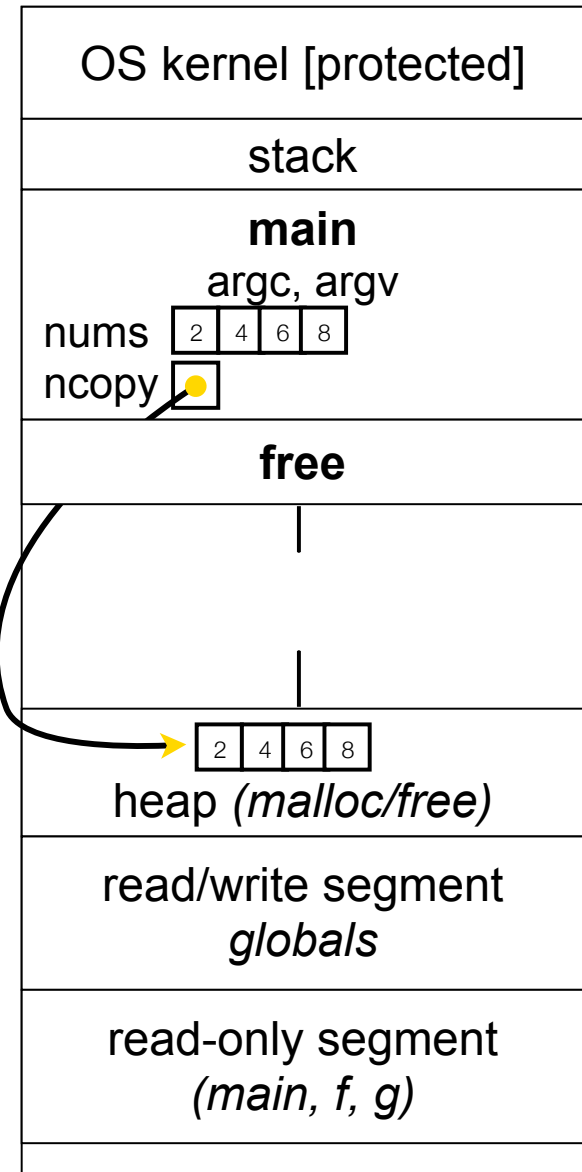 OS kernel [protected]
stack
main
argc, argv
nums 2 4 6 8
ncopy
free
2 4 6 8
heap (malloc/free)
read/write segment
globals
read-only segment
(main, f, g)